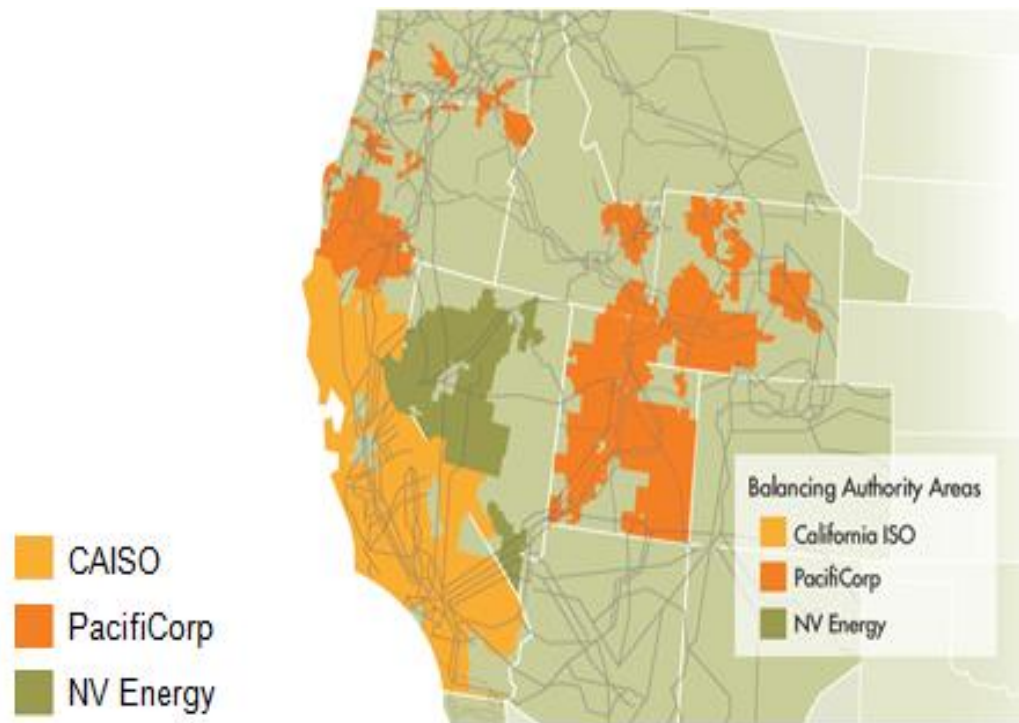 CAISO
PacifiCorp
NV Energy
Balancing Authority Areas
California ISO
PacifiCorp
NV Energy